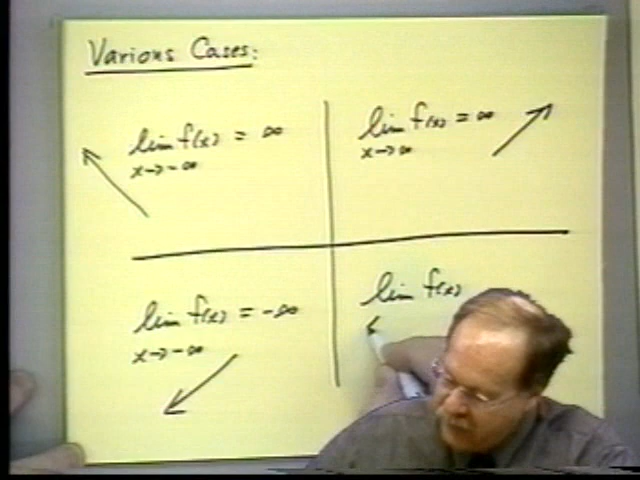 Various Cases:
lim f(x) = ∞
x→-∞
lim f(x) = ∞
x→∞
lim f(x) = -∞
x→-∞
lim f(x)